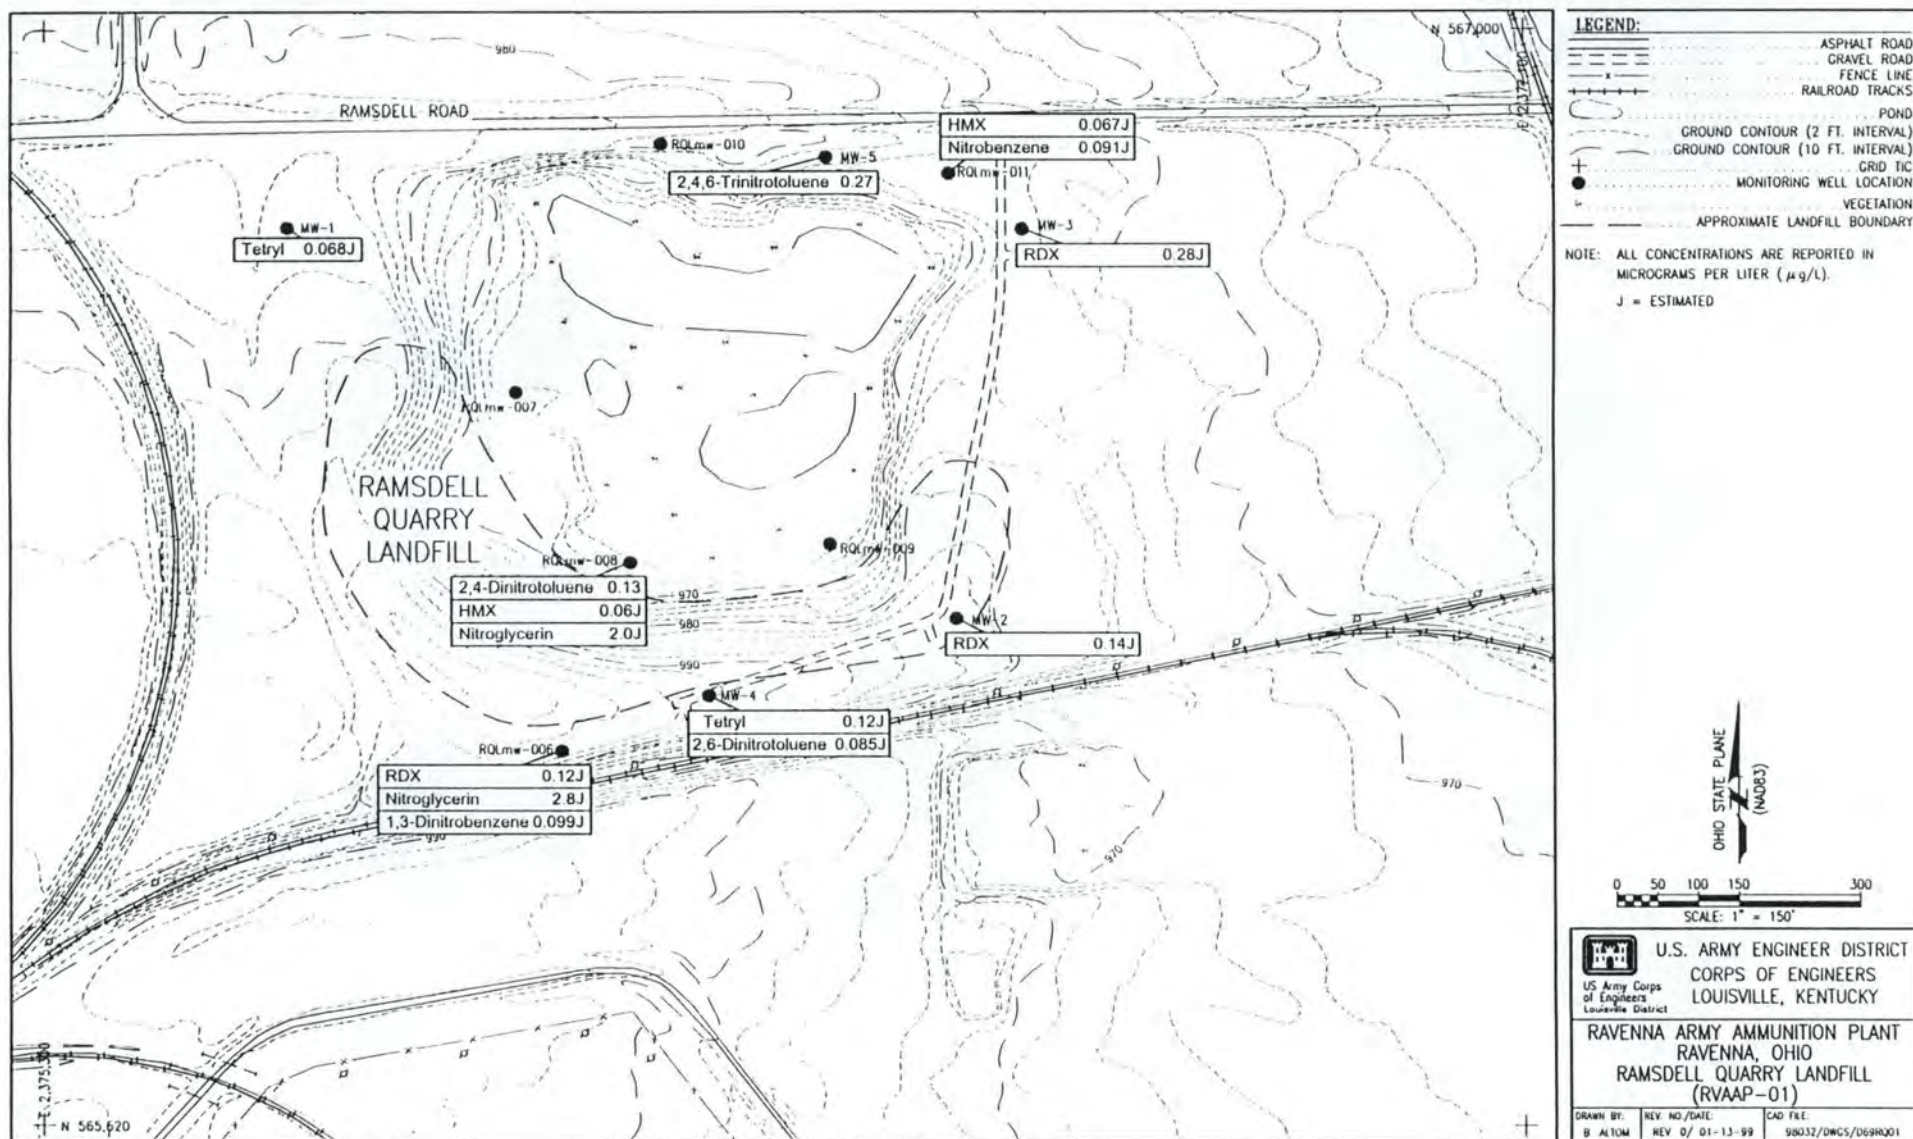 980
N 567,000
RAMSDELL ROAD
RQLmw-010
MW-5
2,4,6-Trinitrotoluene 0.27
HMX 0.067J
Nitrobenzene 0.091J
RQLmw-011
MW-1
Tetryl 0.068J
MW-3
RDX 0.28J
RQLmw-007
RAMSDELL
QUARRY
LANDFILL
RQLmw-008
RQLmw-009
2,4-Dinitrotoluene 0.13
HMX 0.06J
Nitroglycerin 2.0J
970
980
990
MW-2
RDX 0.14J
MW-4
Tetryl 0.12J
2,6-Dinitrotoluene 0.085J
RQLmw-006
RDX 0.12J
Nitroglycerin 2.8J
1,3-Dinitrobenzene 0.099J
990
970
970
E 2,375,300
N 565,620
LEGEND:
ASPHALT ROAD
GRAVEL ROAD
FENCE LINE
RAILROAD TRACKS
POND
GROUND CONTOUR (2 FT. INTERVAL)
GROUND CONTOUR (10 FT. INTERVAL)
GRID TIC
MONITORING WELL LOCATION
VEGETATION
APPROXIMATE LANDFILL BOUNDARY
NOTE: ALL CONCENTRATIONS ARE REPORTED IN
MICROGRAMS PER LITER (μg/L).
J = ESTIMATED
OHIO STATE PLANE
(NAD83)
0 50 100 150 300
SCALE: 1" = 150'
US Army Corps
of Engineers
Louisville District
U.S. ARMY ENGINEER DISTRICT
CORPS OF ENGINEERS
LOUISVILLE, KENTUCKY
RAVENNA ARMY AMMUNITION PLANT
RAVENNA, OHIO
RAMSDELL QUARRY LANDFILL
(RVAAP-01)
DRAWN BY: REV. NO./DATE: CAD FILE:
B ALTOM REV 0/ 01-13-99 98032/DWGS/D69RQ01